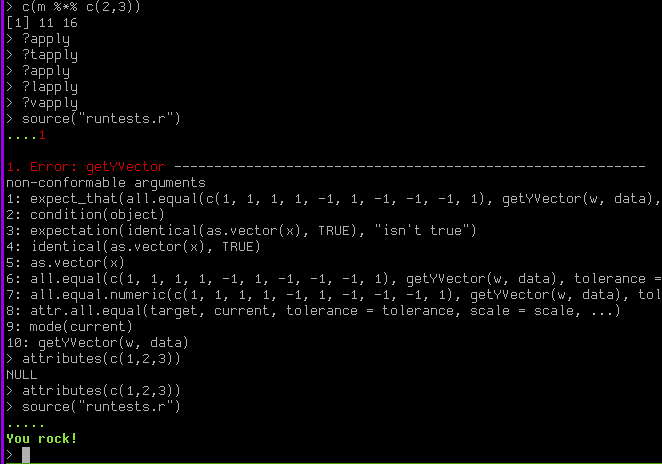 > c(m %*% c(2,3))
[1] 11 16
> ?apply
> ?tapply
> ?apply
> ?lapply
> ?vapply
> source("runtests.r")
....1
1. Error: getYVector -----------------------------------------------------------
non-conformable arguments
1: expect_that(all.equal(c(1, 1, 1, 1, -1, 1, -1, -1, -1, 1), getYVector(w, data),
2: condition(object)
3: expectation(identical(as.vector(x), TRUE), "isn't true")
4: identical(as.vector(x), TRUE)
5: as.vector(x)
6: all.equal(c(1, 1, 1, 1, -1, 1, -1, -1, -1, 1), getYVector(w, data), tolerance =
7: all.equal.numeric(c(1, 1, 1, 1, -1, 1, -1, -1, -1, 1), getYVector(w, data), tol
8: attr.all.equal(target, current, tolerance = tolerance, scale = scale, ...)
9: mode(current)
10: getYVector(w, data)
> attributes(c(1,2,3))
NULL
> attributes(c(1,2,3))
> source("runtests.r")
.....
You rock!
>